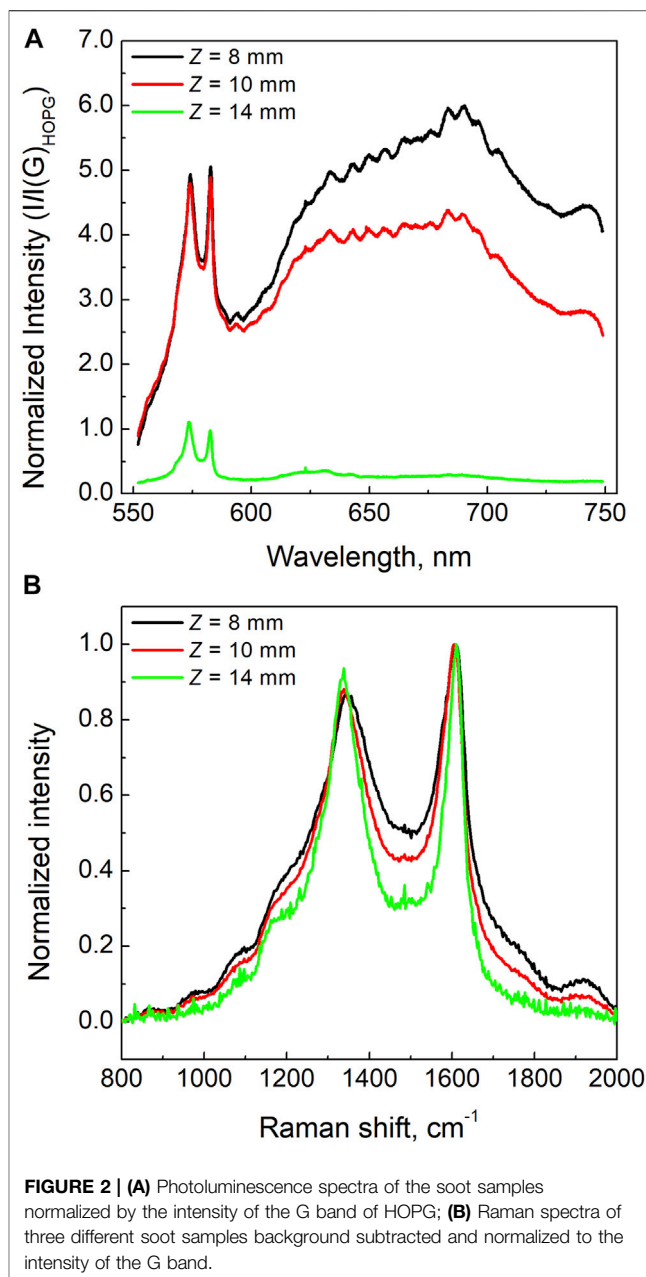 A
7.0
6.0
5.0
4.0
3.0
2.0
1.0
0.0
Normalized Intensity (I/I(G)HOPG)
Z = 8 mm
Z = 10 mm
Z = 14 mm
550 600 650 700 750
Wavelength, nm
B
1.0
0.8
0.6
0.4
0.2
0.0
Normalized intensity
Z = 8 mm
Z = 10 mm
Z = 14 mm
800 1000 1200 1400 1600 1800 2000
Raman shift, cm-1
FIGURE 2 | (A) Photoluminescence spectra of the soot samples
normalized by the intensity of the G band of HOPG; (B) Raman spectra of
three different soot samples background subtracted and normalized to the
intensity of the G band.